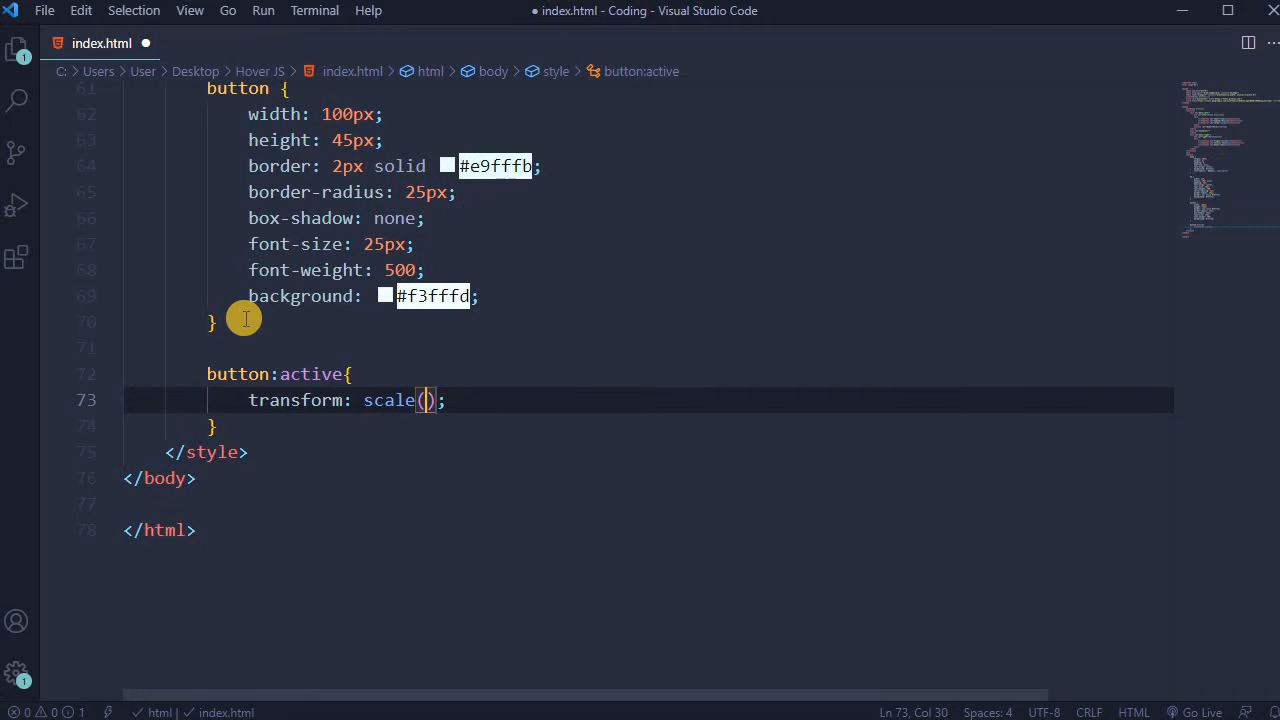 File Edit Selection View Go Run Terminal Help
● index.html - Coding - Visual Studio Code
index.html ●
C: > Users > User > Desktop > Hover JS > index.html > html > body > style > button:active
61 button {
62 width: 100px;
63 height: 45px;
64 border: 2px solid #e9fffb;
65 border-radius: 25px;
66 box-shadow: none;
67 font-size: 25px;
68 font-weight: 500;
69 background: #f3fffd;
70 }
71
72 button:active{
73 transform: scale();
74 }
75 </style>
76 </body>
77
78 </html>
1
1
0 0 1 html | index.html Ln 73, Col 30 Spaces: 4 UTF-8 CRLF HTML Go Live